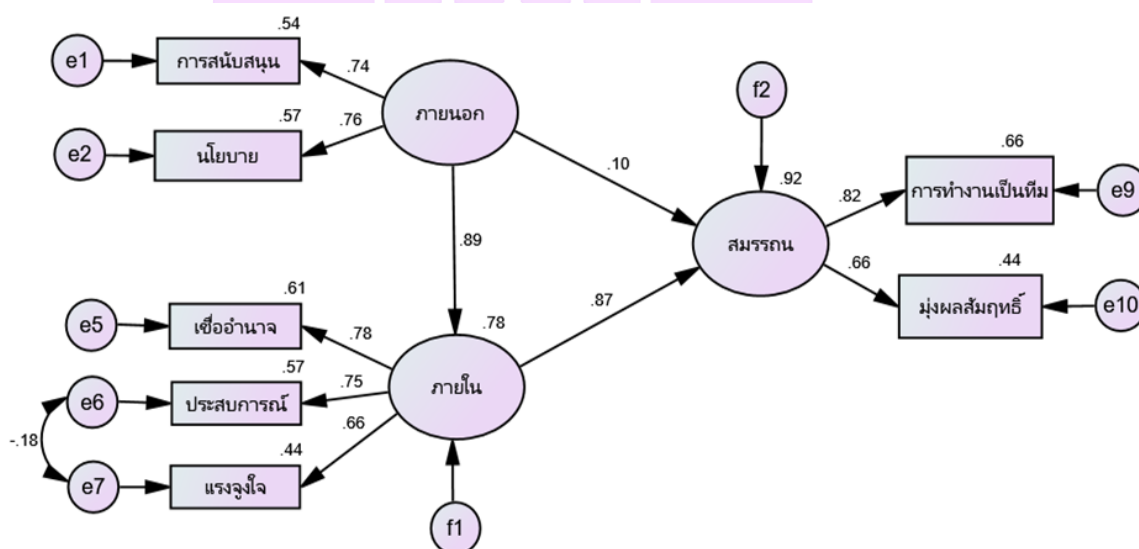 .54
e1
การสนับสนุน
.74
ภายนอก
f2
.57
e2
นโยบาย
.76
.10
.66
.92
.82
การทำงานเป็นทีม
e9
สมรรถน
.89
.66
.44
มุ่งผลสัมฤทธิ์
e10
.61
e5
เชื่ออำนาจ
.78
.78
.87
.57
e6
ประสบการณ์
.75
ภายใน
-.18
.66
.44
e7
แรงจูงใจ
f1